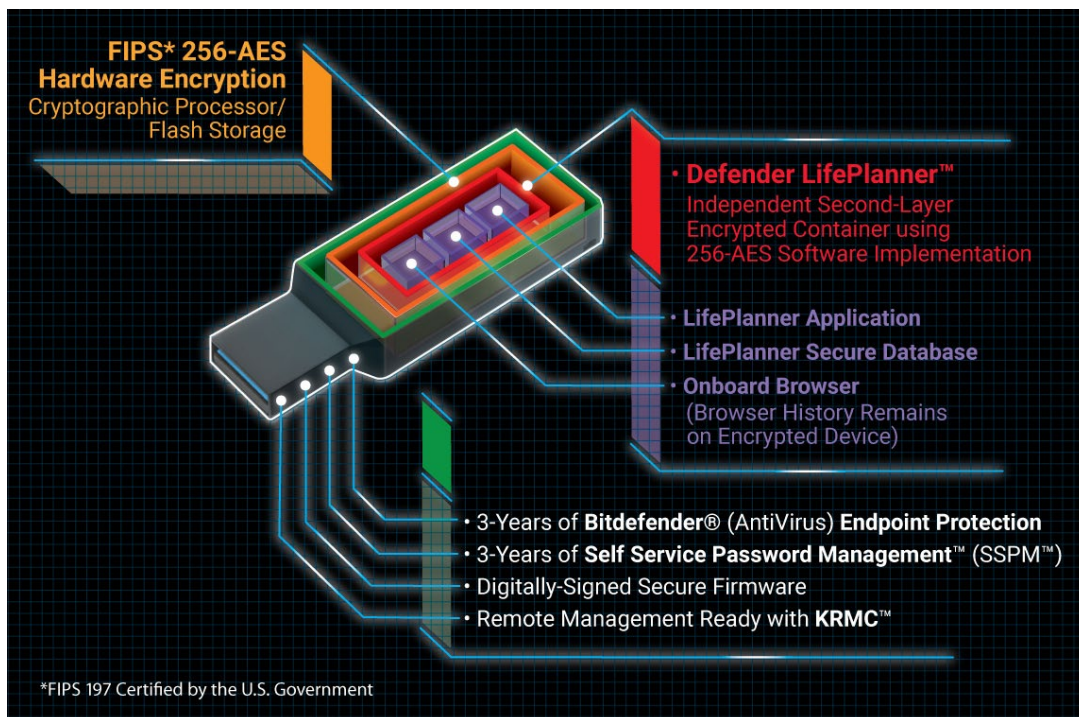 FIPS* 256-AES
Hardware Encryption
Cryptographic Processor/
Flash Storage
• Defender LifePlanner™
Independent Second-Layer
Encrypted Container using
256-AES Software Implementation
• LifePlanner Application
• LifePlanner Secure Database
• Onboard Browser
(Browser History Remains
on Encrypted Device)
• 3-Years of Bitdefender® (AntiVirus) Endpoint Protection
• 3-Years of Self Service Password Management™ (SSPM™)
• Digitally-Signed Secure Firmware
• Remote Management Ready with KRMC™
*FIPS 197 Certified by the U.S. Government